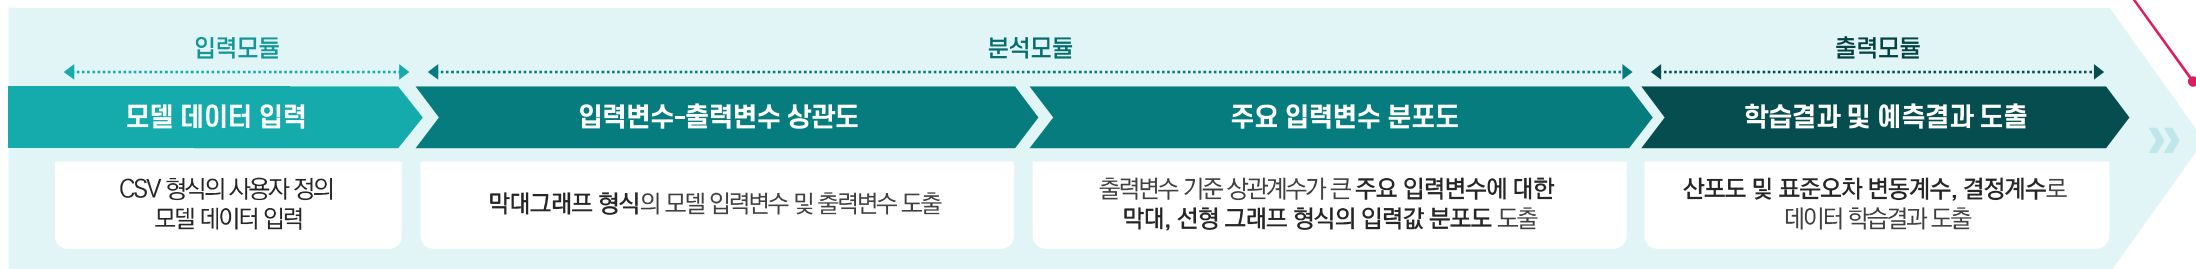 입력모듈
분석모듈
출력모듈
모델 데이터 입력
입력변수-출력변수 상관도
주요 입력변수 분포도
학습결과 및 예측결과 도출
CSV 형식의 사용자 정의
모델 데이터 입력
막대그래프 형식의 모델 입력변수 및 출력변수 도출
출력변수 기준 상관계수가 큰 주요 입력변수에 대한
막대, 선형 그래프 형식의 입력값 분포도 도출
산포도 및 표준오차 변동계수, 결정계수로
데이터 학습결과 도출